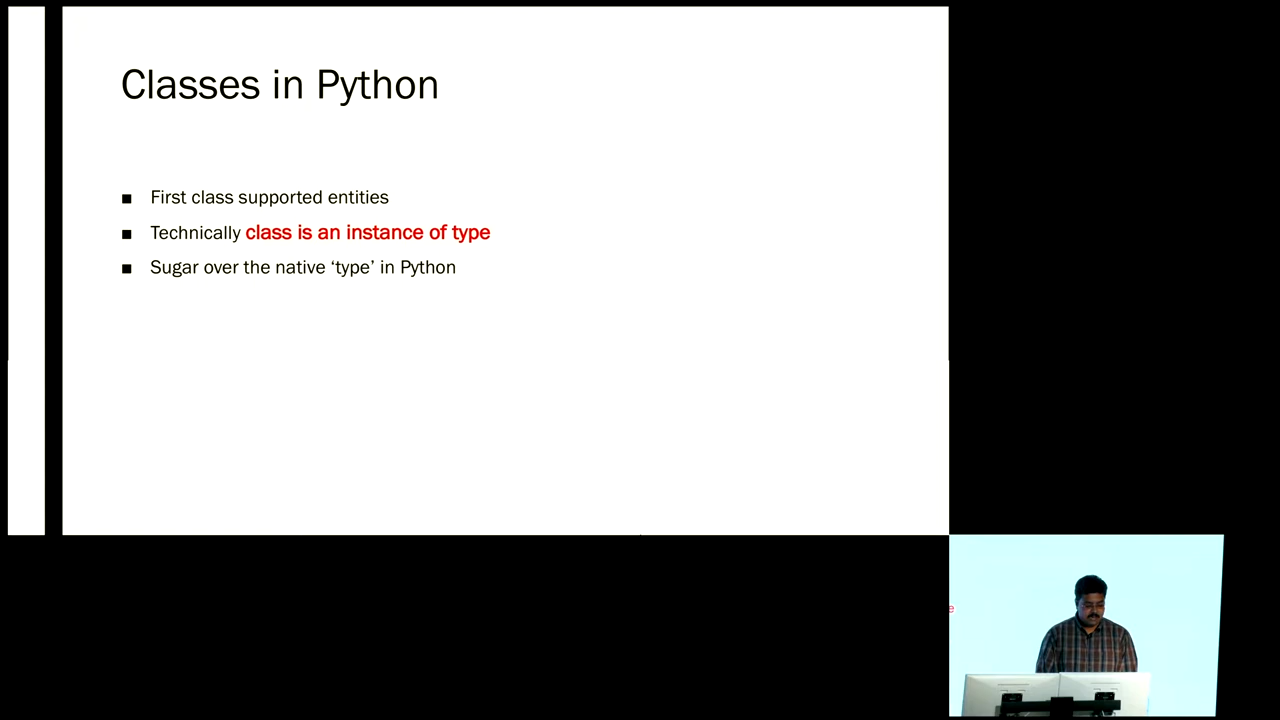 Classes in Python
■ First class supported entities
■ Technically class is an instance of type
■ Sugar over the native ‘type’ in Python
e